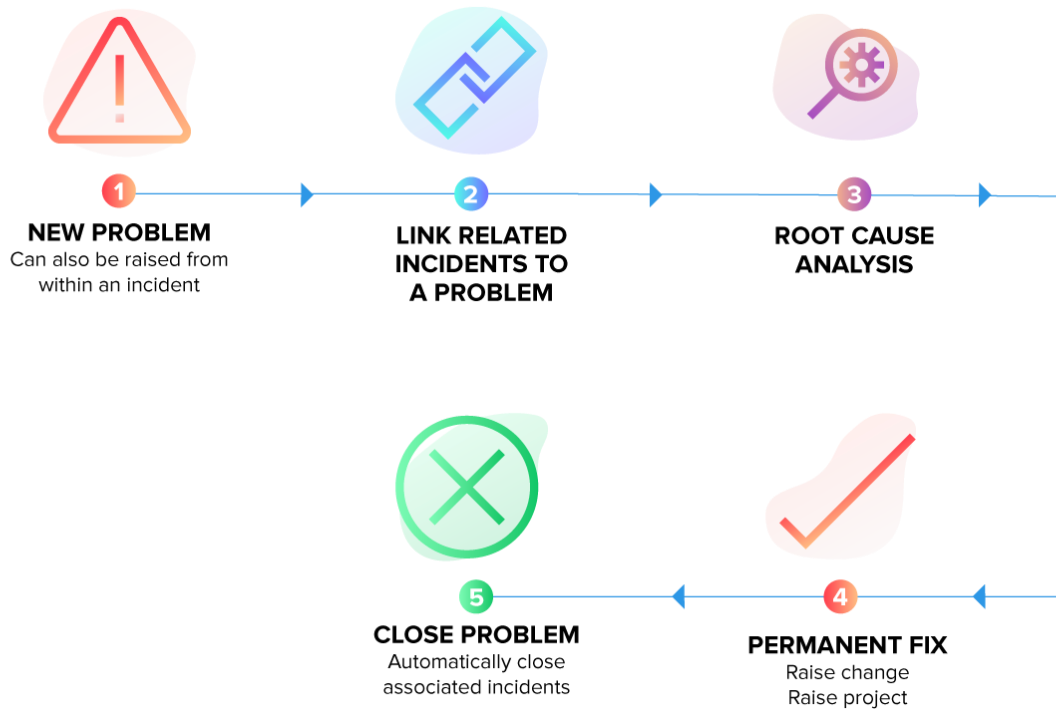 1
NEW PROBLEM
Can also be raised from
within an incident
2
LINK RELATED
INCIDENTS TO
A PROBLEM
3
ROOT CAUSE
ANALYSIS
4
PERMANENT FIX
Raise change
Raise project
5
CLOSE PROBLEM
Automatically close
associated incidents